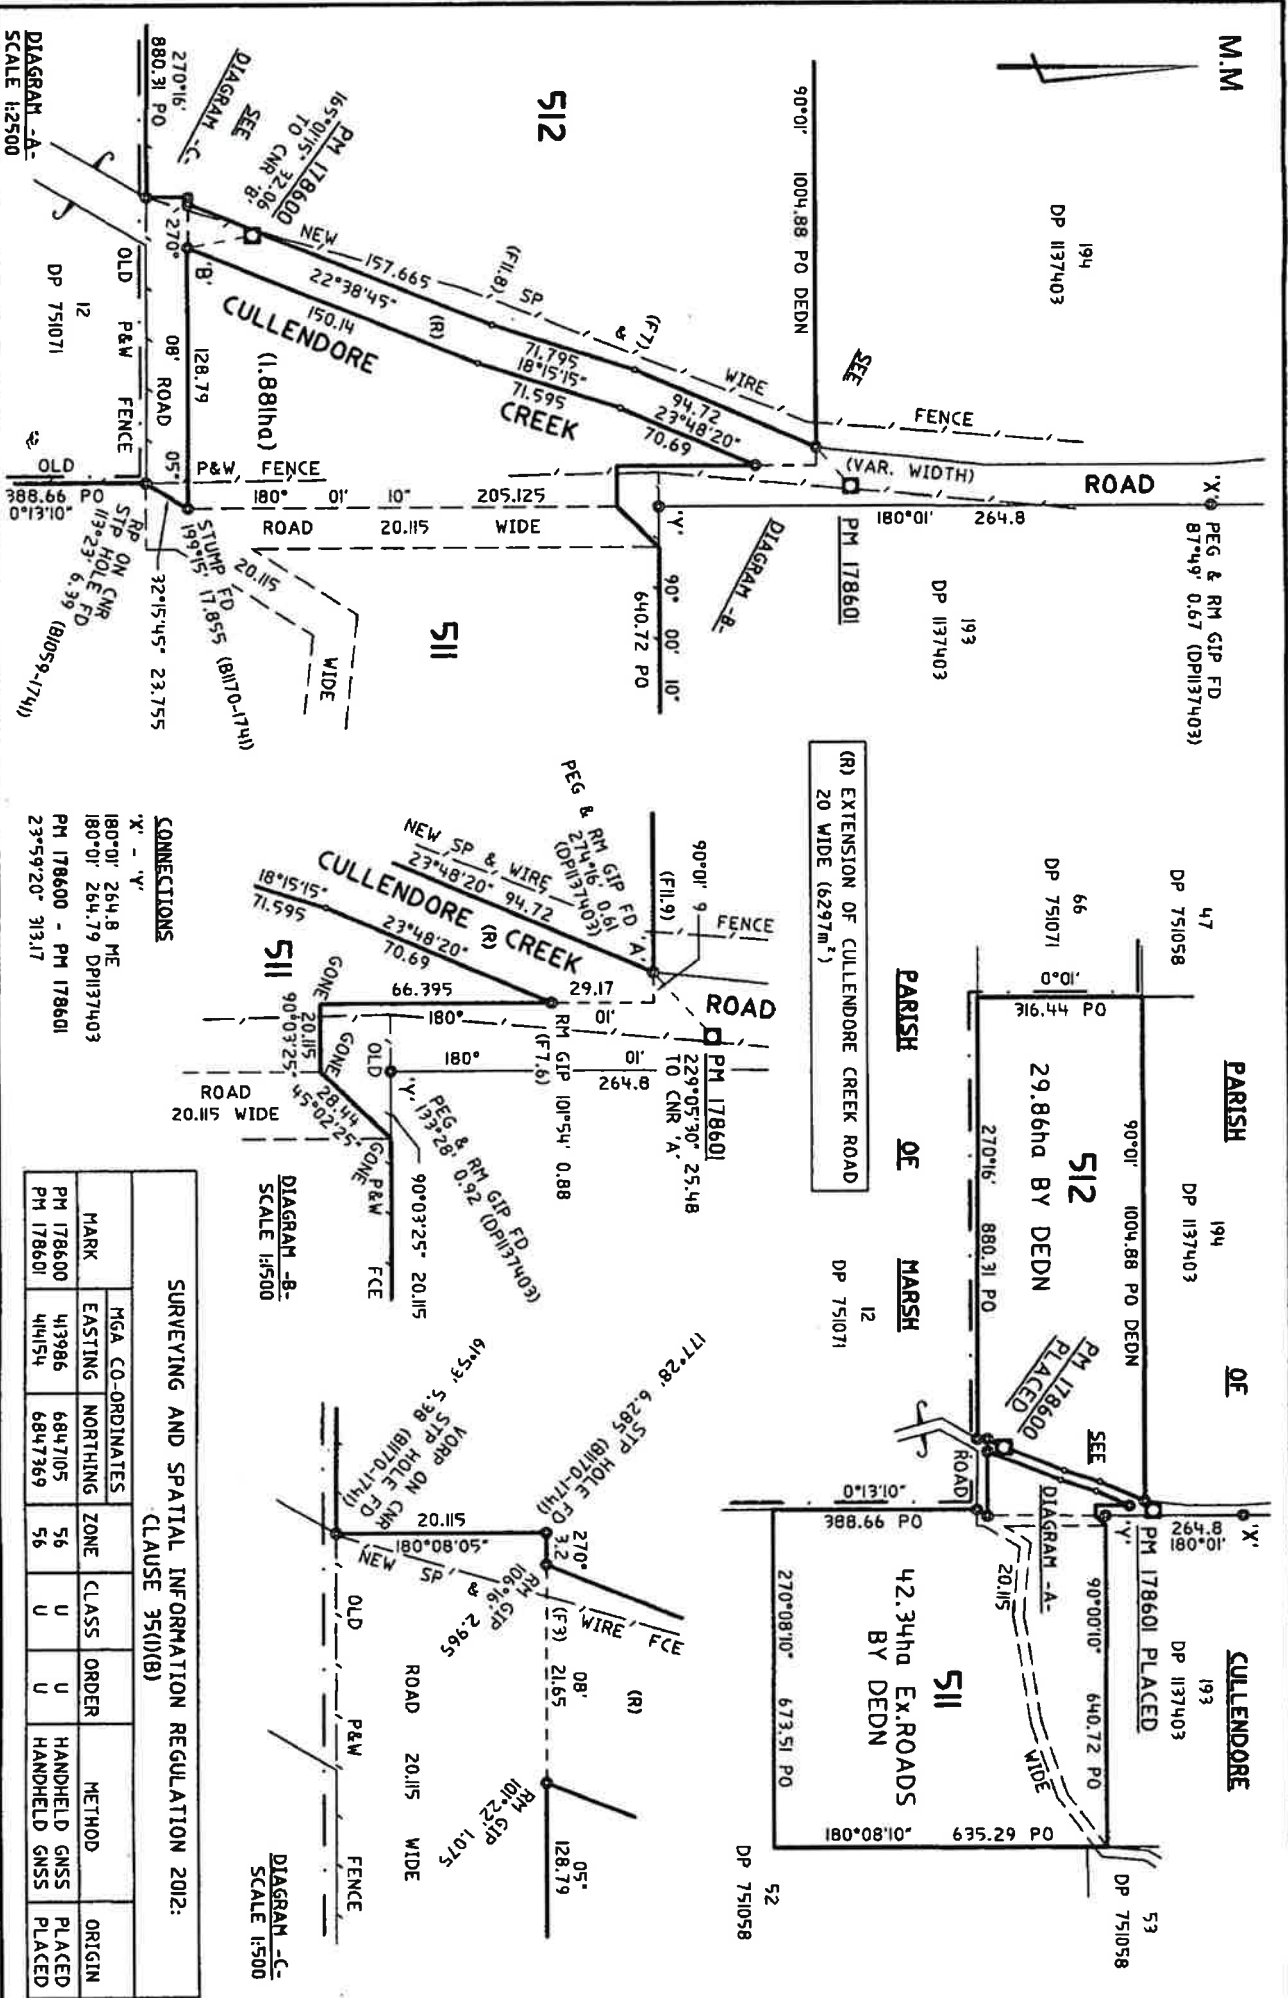 M.M
194
DP 1137403
90°01' 1004.88 PO DEDN
512
SEE
FENCE
WIRE
(F7)
&
SP
(F11.8)
NEW
(VAR. WIDTH)
ROAD
'X'
PEG & RM GIP FD
87°49' 0.67 (DP1137403)
180°01' 264.8
PM 178601
193
DP 1137403
DIAGRAM -B-
'Y'
90° 00' 10"
640.72 PO
94.72
23°48'20"
70.69
71.795
18°15'15"
71.595
157.665
22°38'45"
150.14
(R)
CULLENDORE
CREEK
PM 178600
165°01'15" 32.06
TO CNR 'B'
SEE
DIAGRAM -C-
270°16'
880.31 PO
'B'
270° 08' 05"
128.79
(1.881ha)
ROAD
OLD P&W FENCE
12
DP 751071
P&W FENCE
180° 01' 10" 205.125
ROAD 20.115 WIDE
20.115
WIDE
511
OLD
388.66 PO
0°13'10"
STUMP FD
199°15' 17.855 (B1170-1741)
32°15'45" 23.755
RP ON CNR
STP HOLE FD
113°23' 6.39 (B1059-1741)
DIAGRAM -A-
SCALE 1:2500
47
DP 751058
66
DP 751071
PARISH OF CULLENDORE
194
DP 1137403
193
DP 1137403
0°01'
316.44 PO
90°01' 1004.88 PO DEDN
512
29.86ha BY DEDN
270°16' 880.31 PO
PM 178600
PLACED
SEE
DIAGRAM -A-
PM 178601 PLACED
'X'
264.8
180°01'
'Y'
90°00'10" 640.72 PO
ROAD
20.115
WIDE
511
42.34ha Ex.ROADS
BY DEDN
0°13'10"
388.66 PO
270°08'10" 673.51 PO
180°08'10" 635.29 PO
53
DP 751058
52
DP 751058
PARISH OF MARSH
12
DP 751071
(R) EXTENSION OF CULLENDORE CREEK ROAD
20 WIDE (6297m²)
PEG & RM GIP FD
274°16' 0.61
(DP1137403)
90°01' 9
(F11.9)
'A'
FENCE
ROAD
NEW SP & WIRE
23°48'20" 94.72
CULLENDORE CREEK
(R)
18°15'15"
71.595
23°48'20"
70.69
29.17
66.395
180° 01'
PM 178601
229°05'30" 25.48
TO CNR 'A'
RM GIP 101°54' 0.88
(F7.6)
180° 01'
264.8
511
GONE
20.115
90°03'25"
GONE
28.44
45°02'25"
GONE
OLD
'Y'
P&W FCE
PEG & RM GIP FD
133°28' 0.92 (DP1137403)
90°03'25" 20.115
ROAD
20.115 WIDE
DIAGRAM -B-
SCALE 1:1500
CONNECTIONS
'X' - 'Y'
180°01' 264.8 ME
180°01' 264.79 DP1137403
PM 178600 - PM 178601
23°59'20" 313.17
177°28' 6.285 (B1170-1741)
STP HOLE FD
VORP ON CNR
STP HOLE FD
61°53' 5.38 (B1170-1741)
20.115
180°08'05"
3.2
270° 08' 05"
RM GIP
106°16' 2.965
(F3) 21.65
(R)
NEW SP & WIRE FCE
128.79
RM GIP
101°22' 1.075
ROAD 20.115 WIDE
OLD P&W FENCE
DIAGRAM -C-
SCALE 1:500
SURVEYING AND SPATIAL INFORMATION REGULATION 2012:
CLAUSE 35(1)(B)
MARK MGA CO-ORDINATES ZONE CLASS ORDER METHOD ORIGIN
EASTING NORTHING
PM 178600 413986 6847105 56 U U HANDHELD GNSS PLACED
PM 178601 414154 6847369 56 U U HANDHELD GNSS PLACED